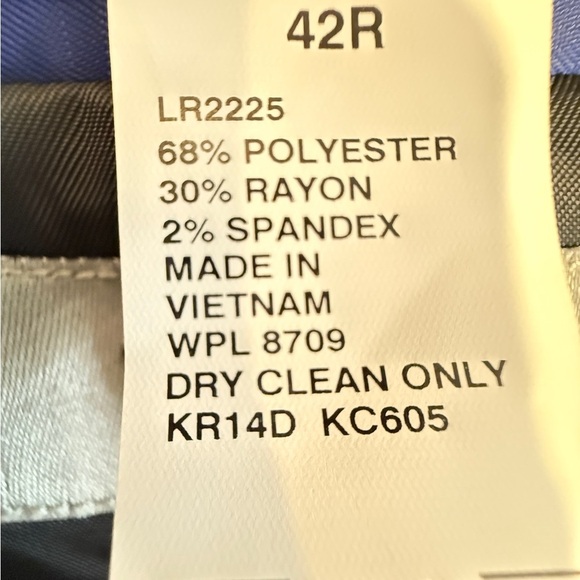 42R
LR2225
68% POLYESTER
30% RAYON
2% SPANDEX
MADE IN
VIETNAM
WPL 8709
DRY CLEAN ONLY
KR14D KC605